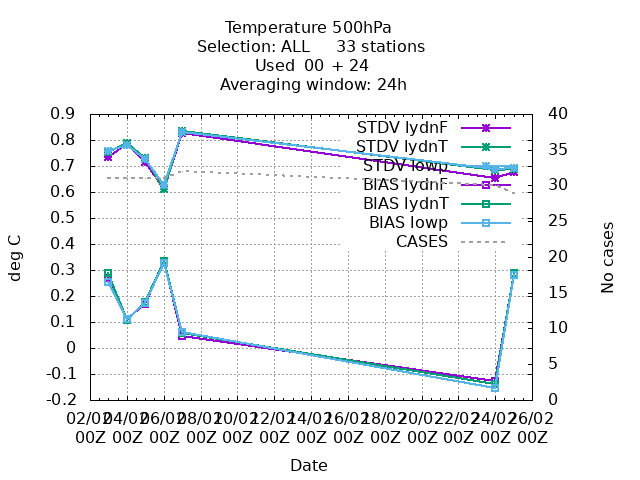 Temperature 500hPa
Selection: ALL 33 stations
Used 00 + 24
Averaging window: 24h
0.9
0.8
0.7
0.6
0.5
0.4
0.3
0.2
0.1
0
-0.1
-0.2
deg C
40
35
30
25
20
15
10
5
0
No cases
STDV lydnF
STDV lydnT
STDV lowp
BIAS lydnF
BIAS lydnT
BIAS lowp
CASES
02/02 04/02 06/02 08/02 10/02 12/02 14/02 16/02 18/02 20/02 22/02 24/02 26/02
00Z 00Z 00Z 00Z 00Z 00Z 00Z 00Z 00Z 00Z 00Z 00Z 00Z
Date